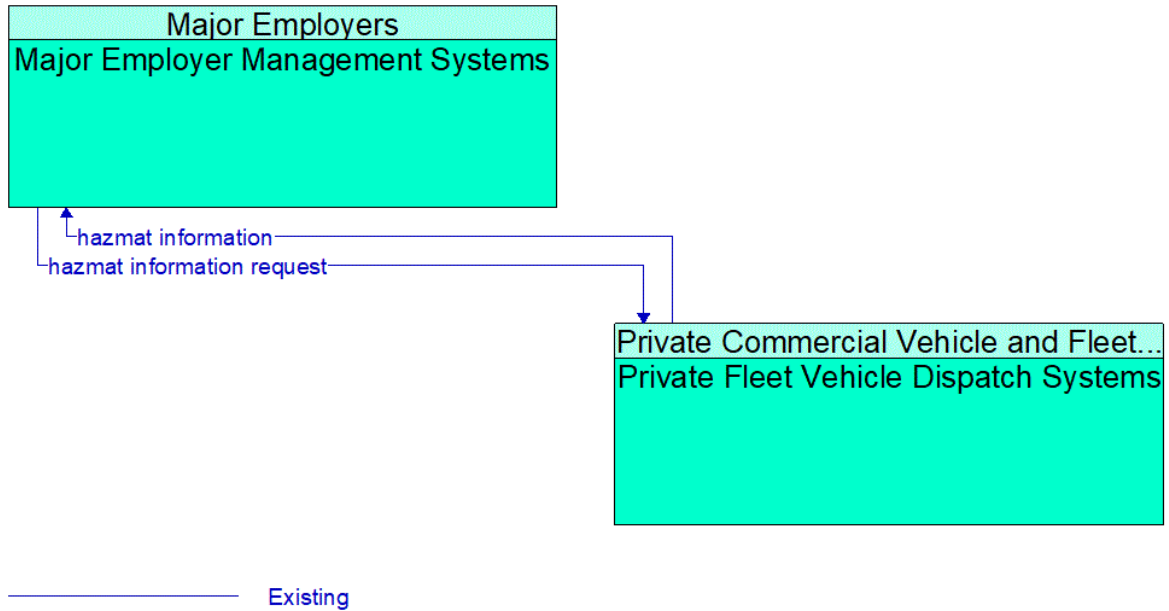 Major Employers
Major Employer Management Systems
hazmat information
hazmat information request
Private Commercial Vehicle and Fleet...
Private Fleet Vehicle Dispatch Systems
Existing